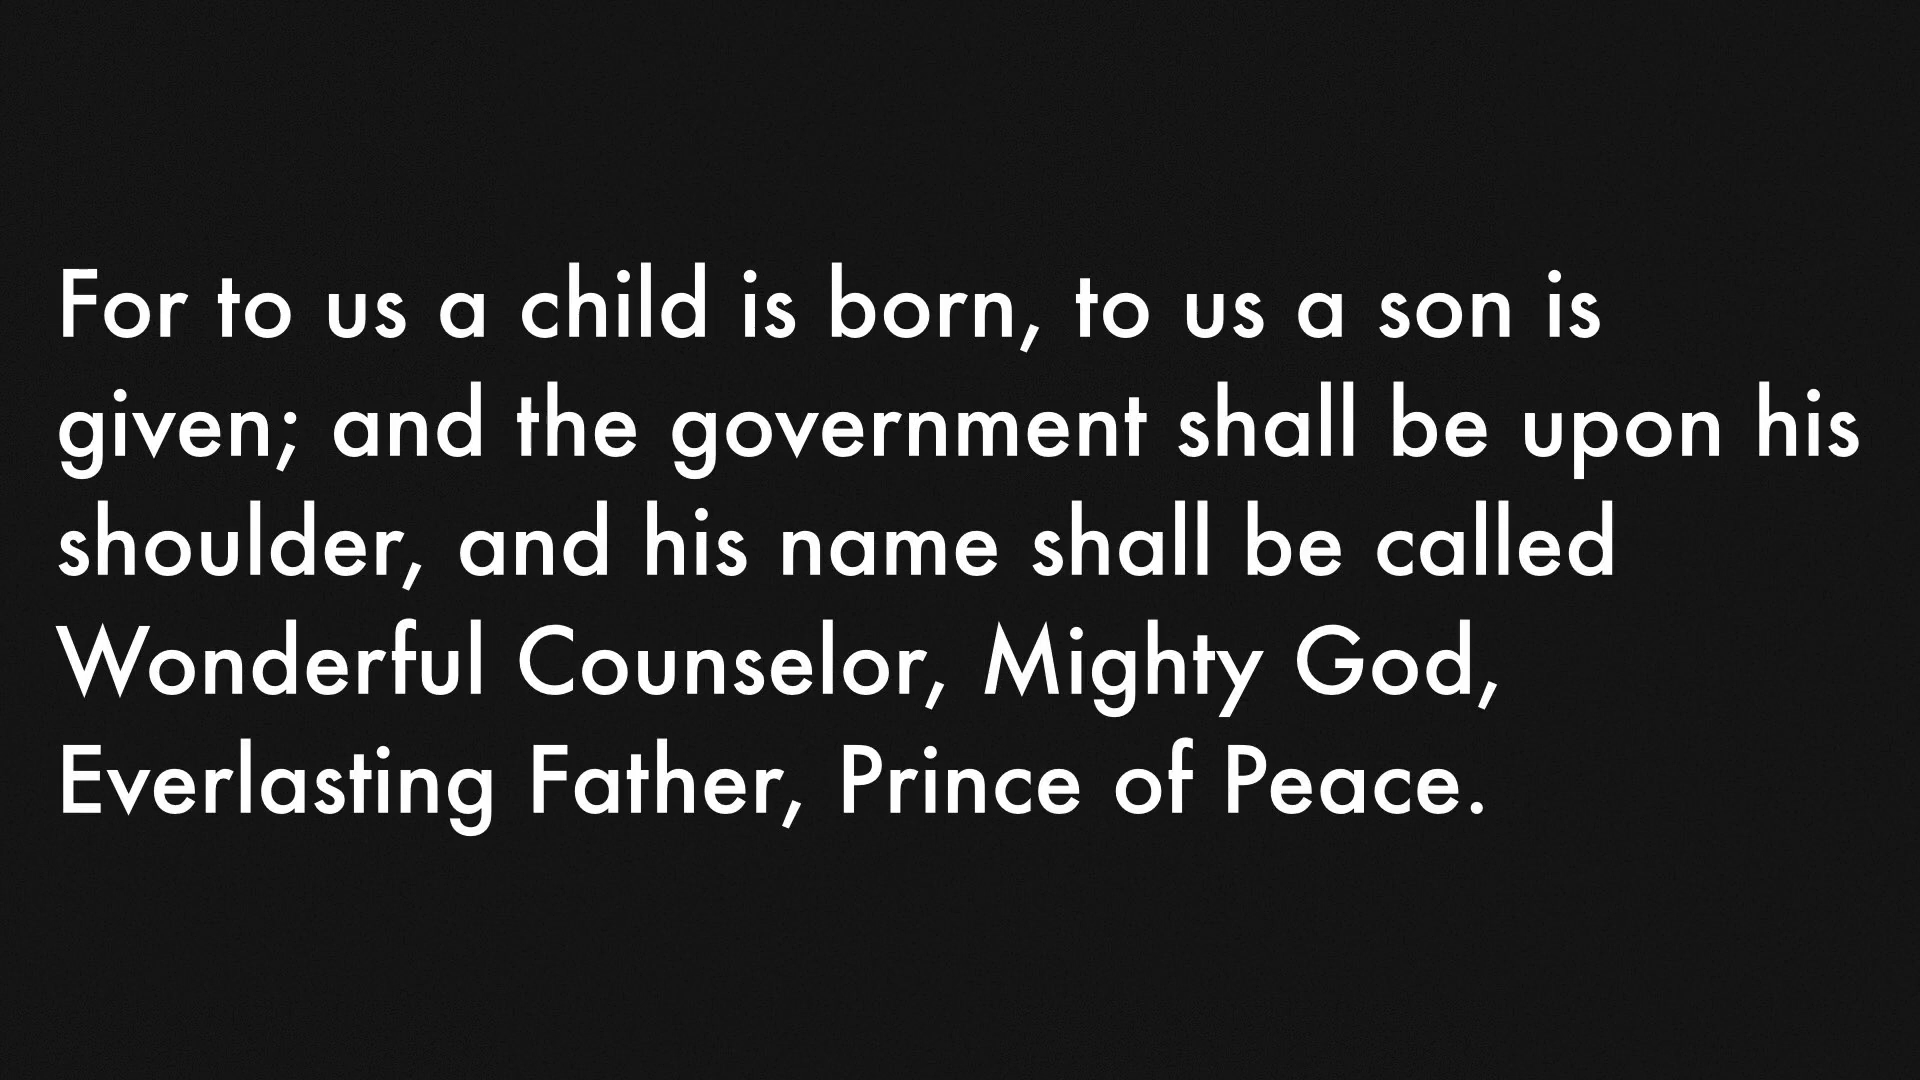 For to us a child is born, to us a son is
given; and the government shall be upon his
shoulder, and his name shall be called
Wonderful Counselor, Mighty God,
Everlasting Father, Prince of Peace.